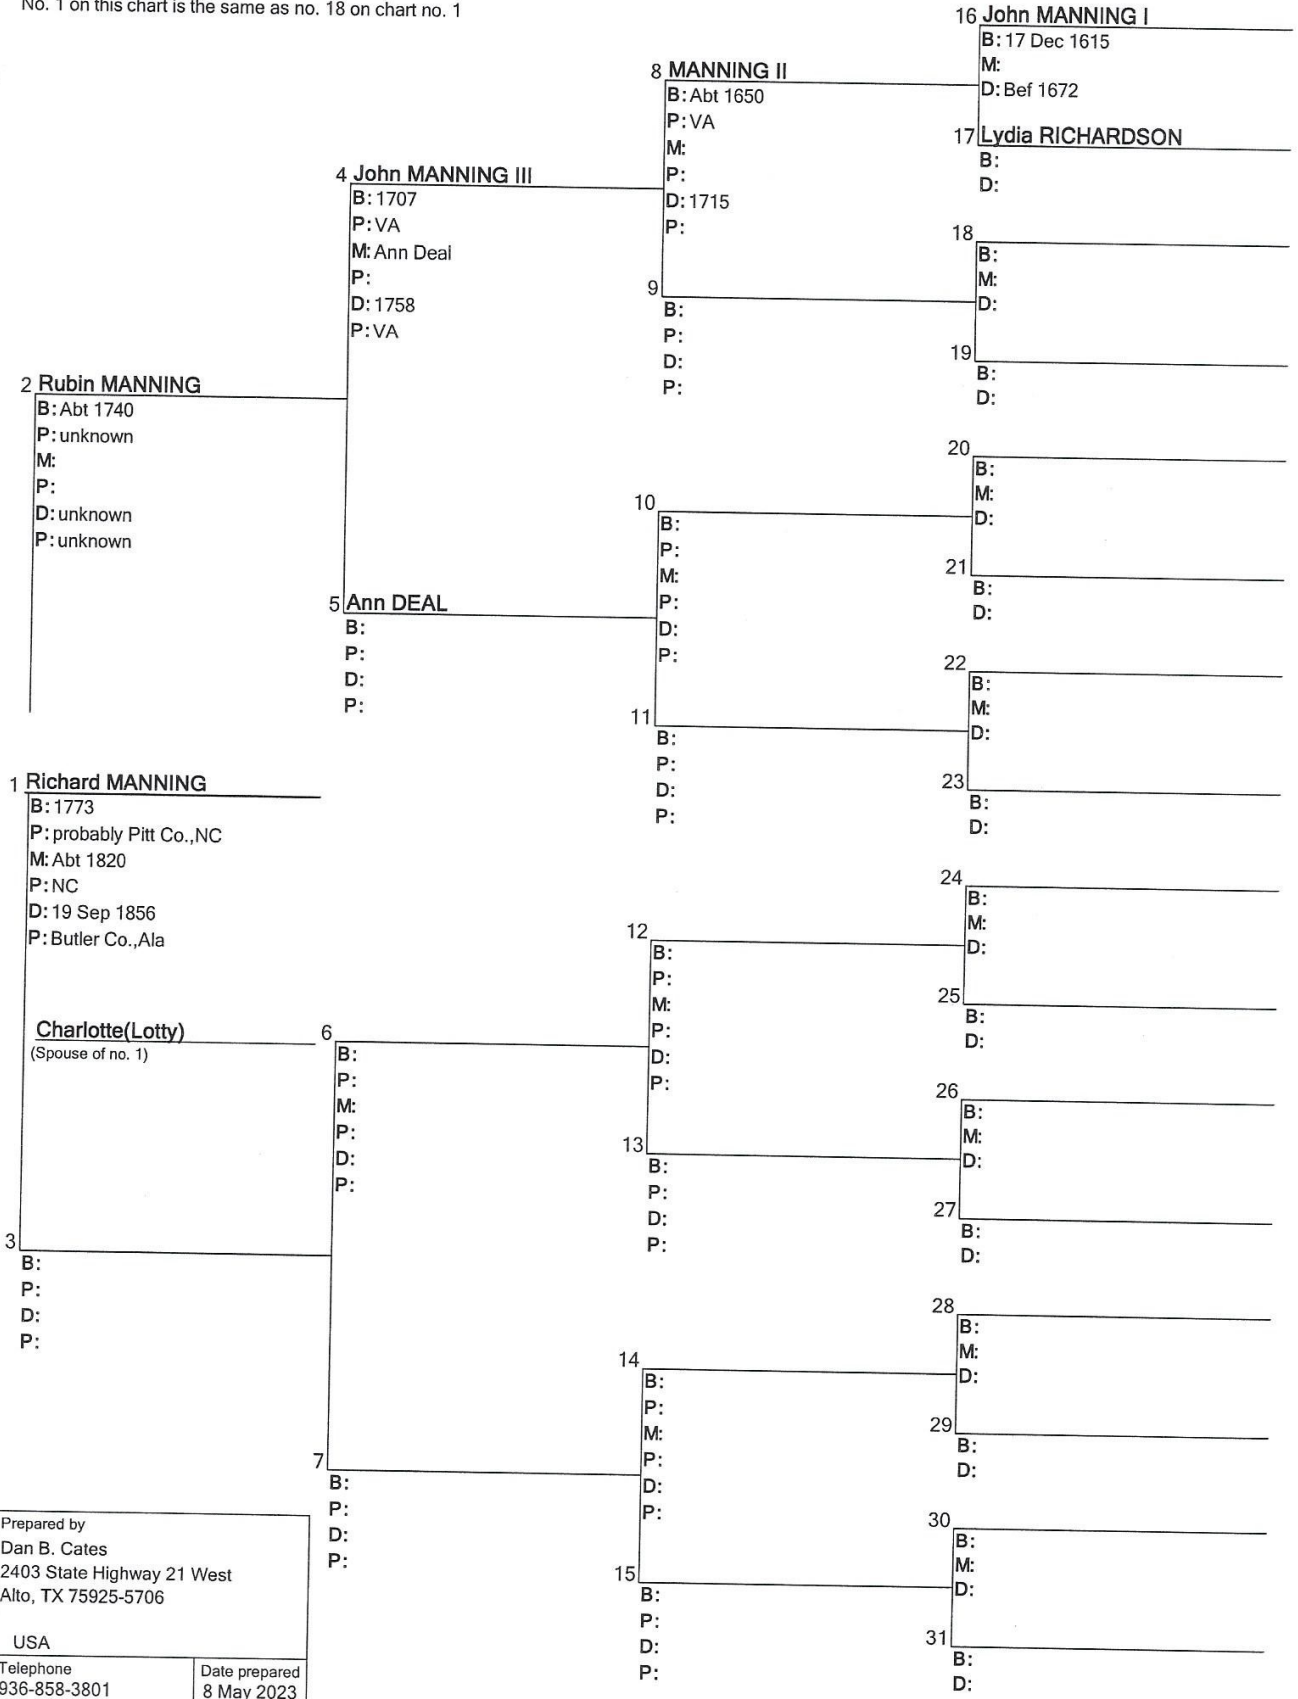 No. 1 on this chart is the same as no. 18 on chart no. 1
16 John MANNING I
B: 17 Dec 1615
M:
D: Bef 1672
8 MANNING II
B: Abt 1650
P: VA
M:
P:
D: 1715
P:
17 Lydia RICHARDSON
B:
D:
4 John MANNING III
B: 1707
P: VA
M: Ann Deal
P:
D: 1758
P: VA
18
B:
M:
D:
9
B:
P:
D:
P:
19
B:
D:
2 Rubin MANNING
B: Abt 1740
P: unknown
M:
P:
D: unknown
P: unknown
20
B:
M:
D:
10
B:
P:
M:
P:
D:
P:
21
B:
D:
5 Ann DEAL
B:
P:
D:
P:
22
B:
M:
D:
11
B:
P:
D:
P:
23
B:
D:
1 Richard MANNING
B: 1773
P: probably Pitt Co.,NC
M: Abt 1820
P: NC
D: 19 Sep 1856
P: Butler Co.,Ala
24
B:
M:
D:
12
B:
P:
M:
P:
D:
P:
25
B:
D:
Charlotte(Lotty)
(Spouse of no. 1)
6
B:
P:
M:
P:
D:
P:
26
B:
M:
D:
13
B:
P:
D:
P:
27
B:
D:
3
B:
P:
D:
P:
28
B:
M:
D:
14
B:
P:
M:
P:
D:
P:
29
B:
D:
7
B:
P:
D:
P:
30
B:
M:
D:
15
B:
P:
D:
P:
31
B:
D:
Prepared by
Dan B. Cates
2403 State Highway 21 West
Alto, TX 75925-5706
USA
Telephone
936-858-3801
Date prepared
8 May 2023